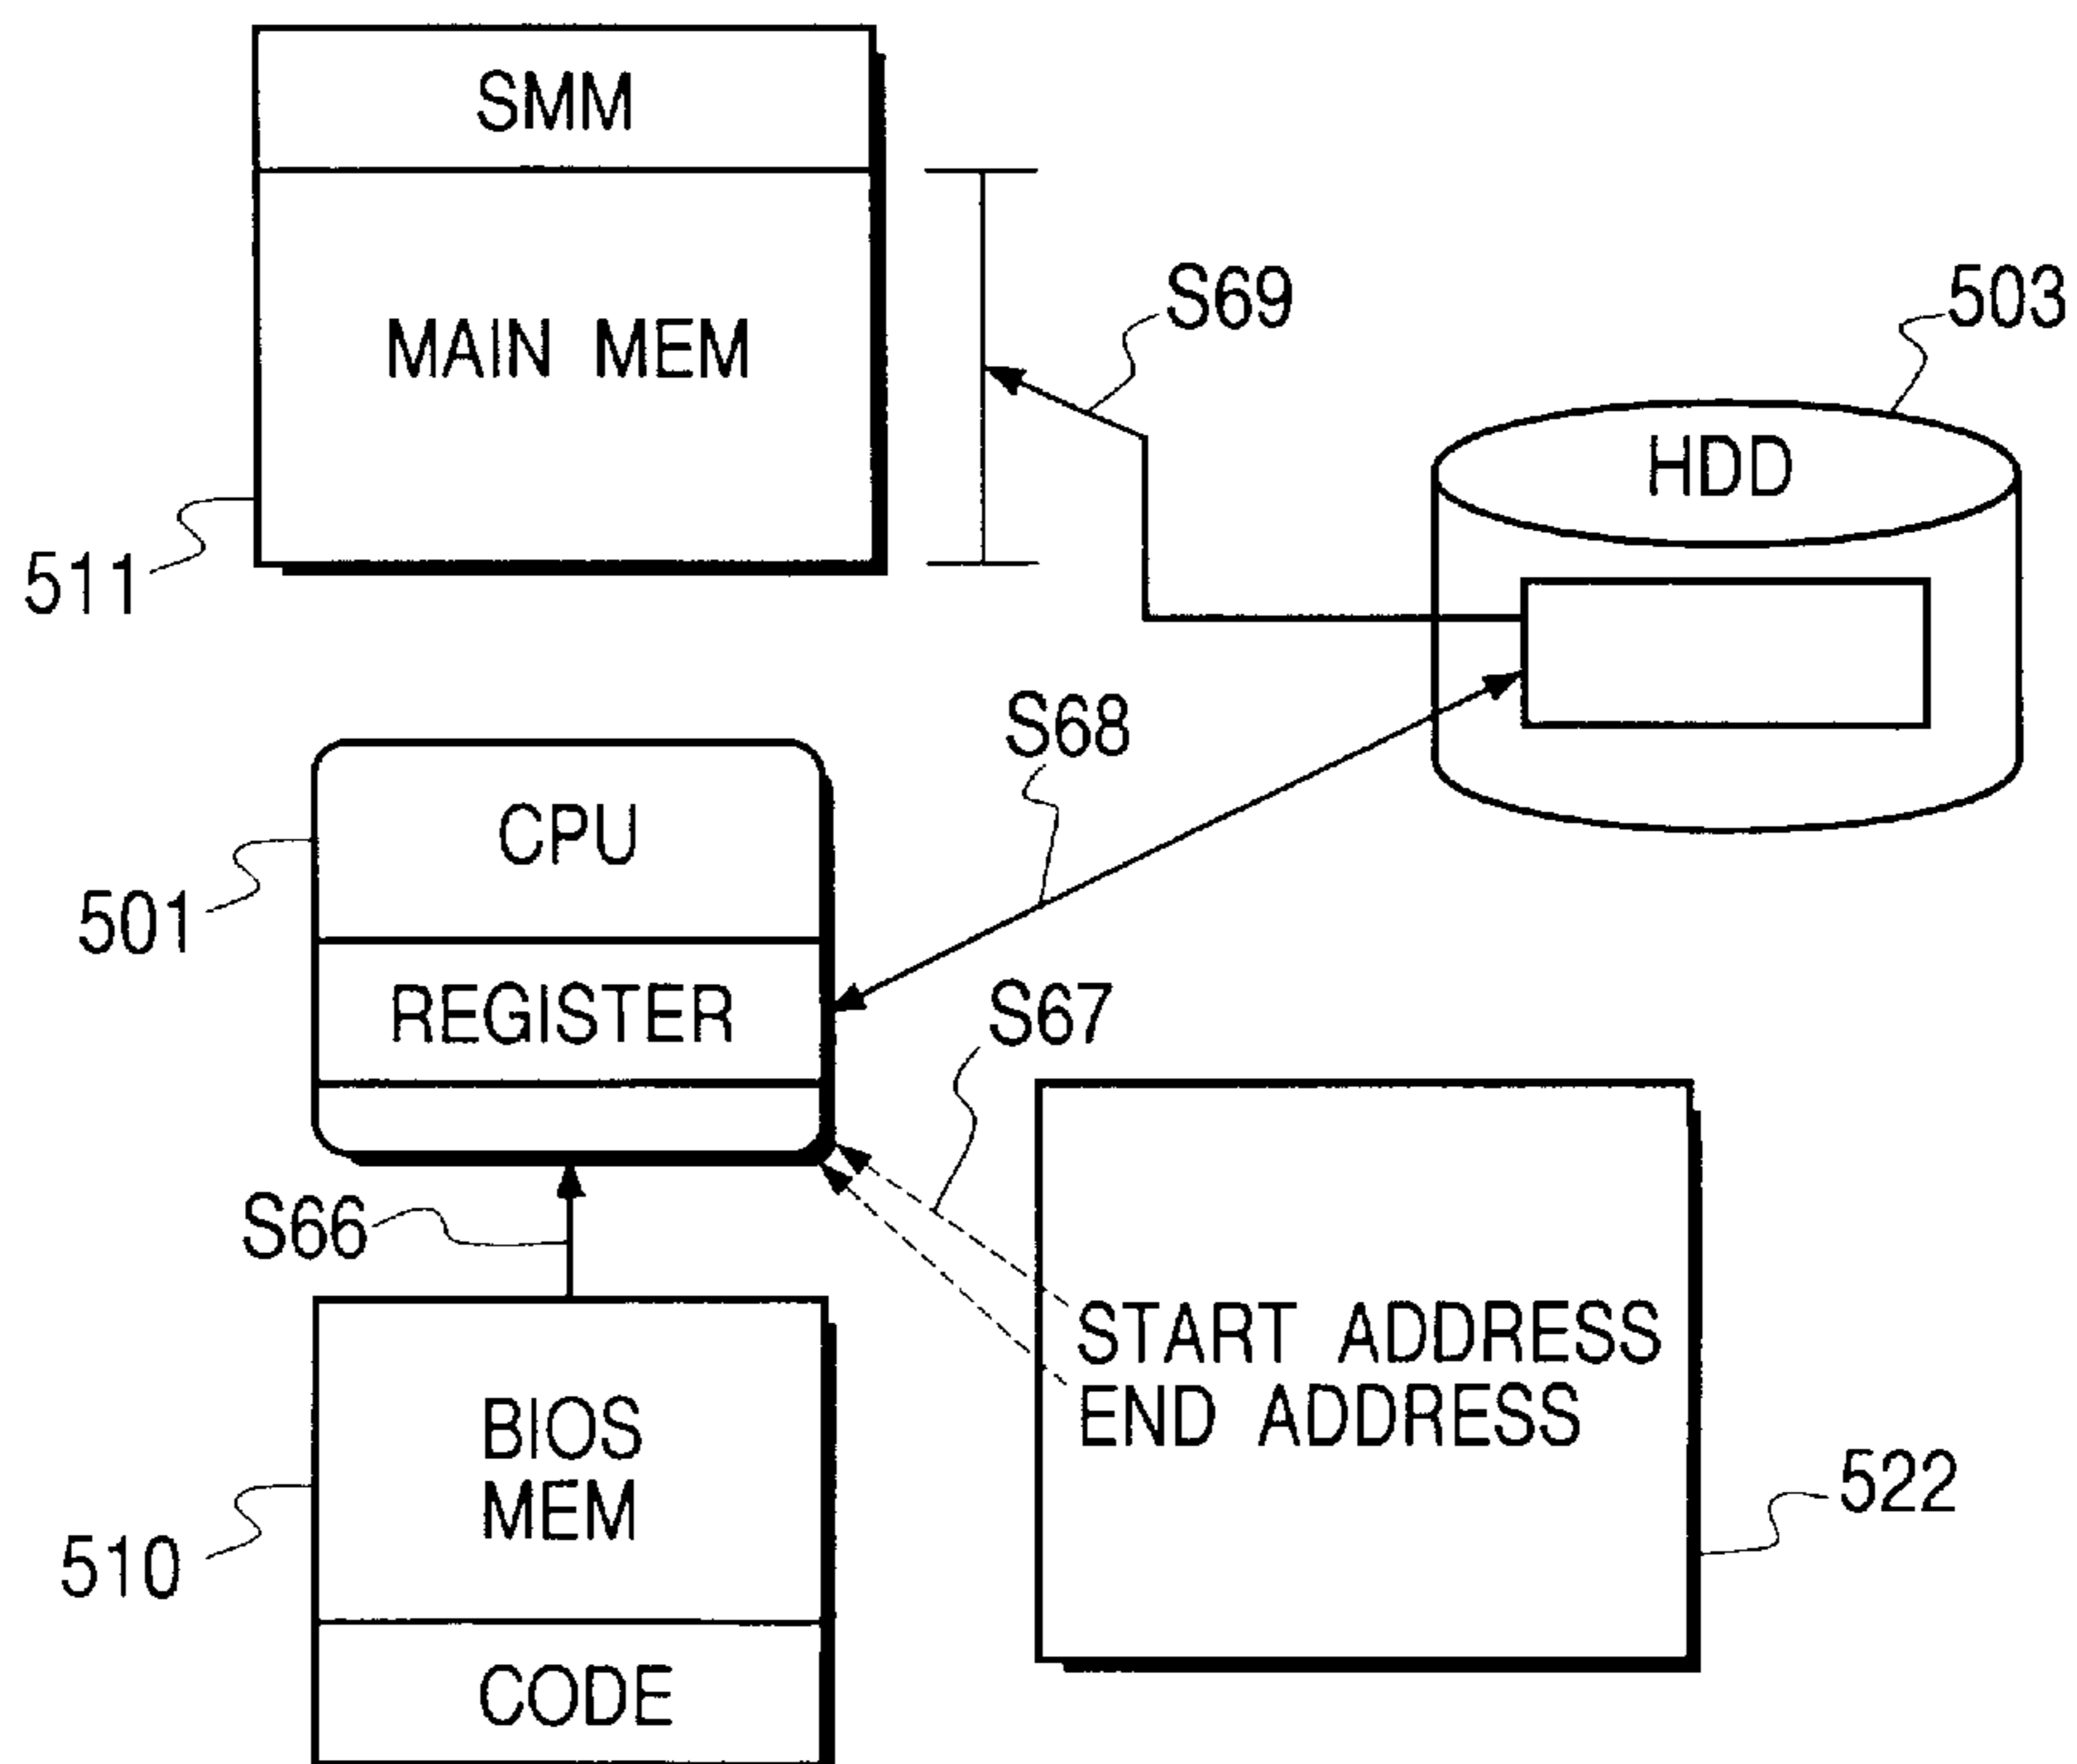 SMM
MAIN MEM
511
S69
503
HDD
S68
CPU
501
REGISTER
S67
S66
START ADDRESS
END ADDRESS
BIOS
MEM
510
522
CODE